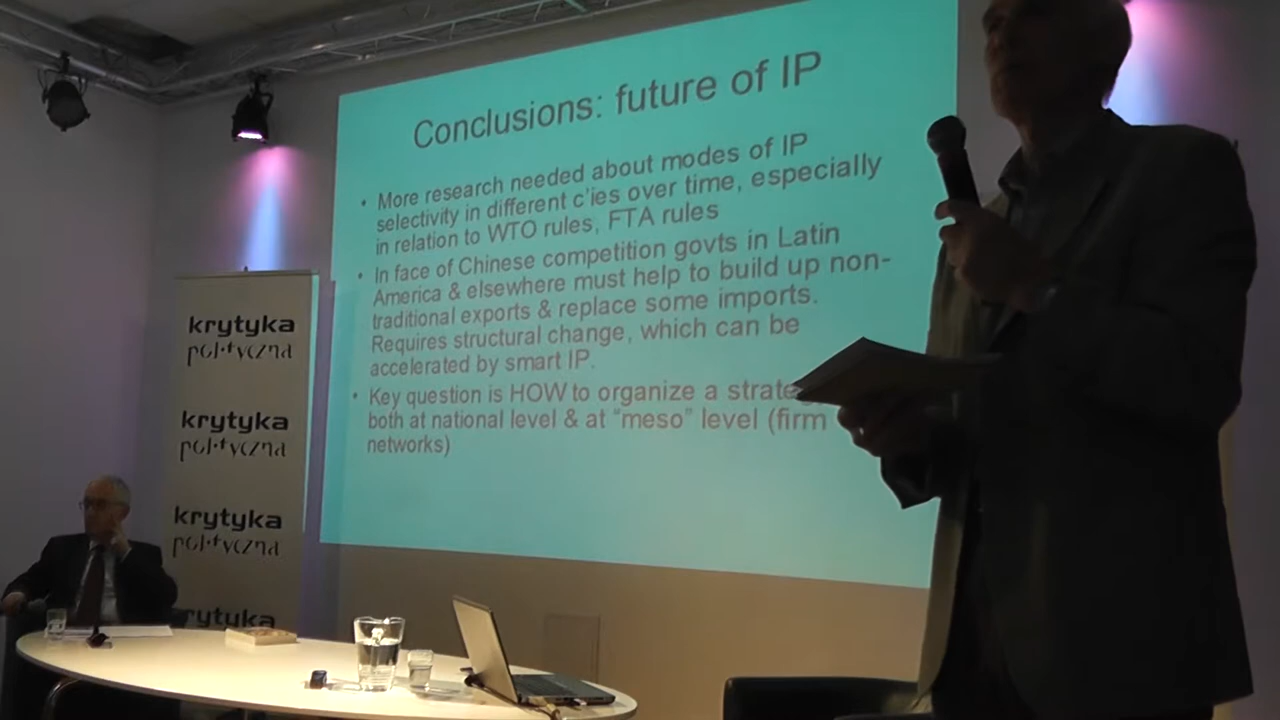 Conclusions: future of IP
• More research needed about modes of IP
selectivity in different c'ies over time, especially
in relation to WTO rules, FTA rules
• In face of Chinese competition govts in Latin
America & elsewhere must help to build up non-
traditional exports & replace some imports.
Requires structural change, which can be
accelerated by smart IP.
• Key question is HOW to organize a strate
both at national level & at "meso" level (firm
networks)
krytyka
polityczna
krytyka
polityczna
krytyka
polityczna
krytyka